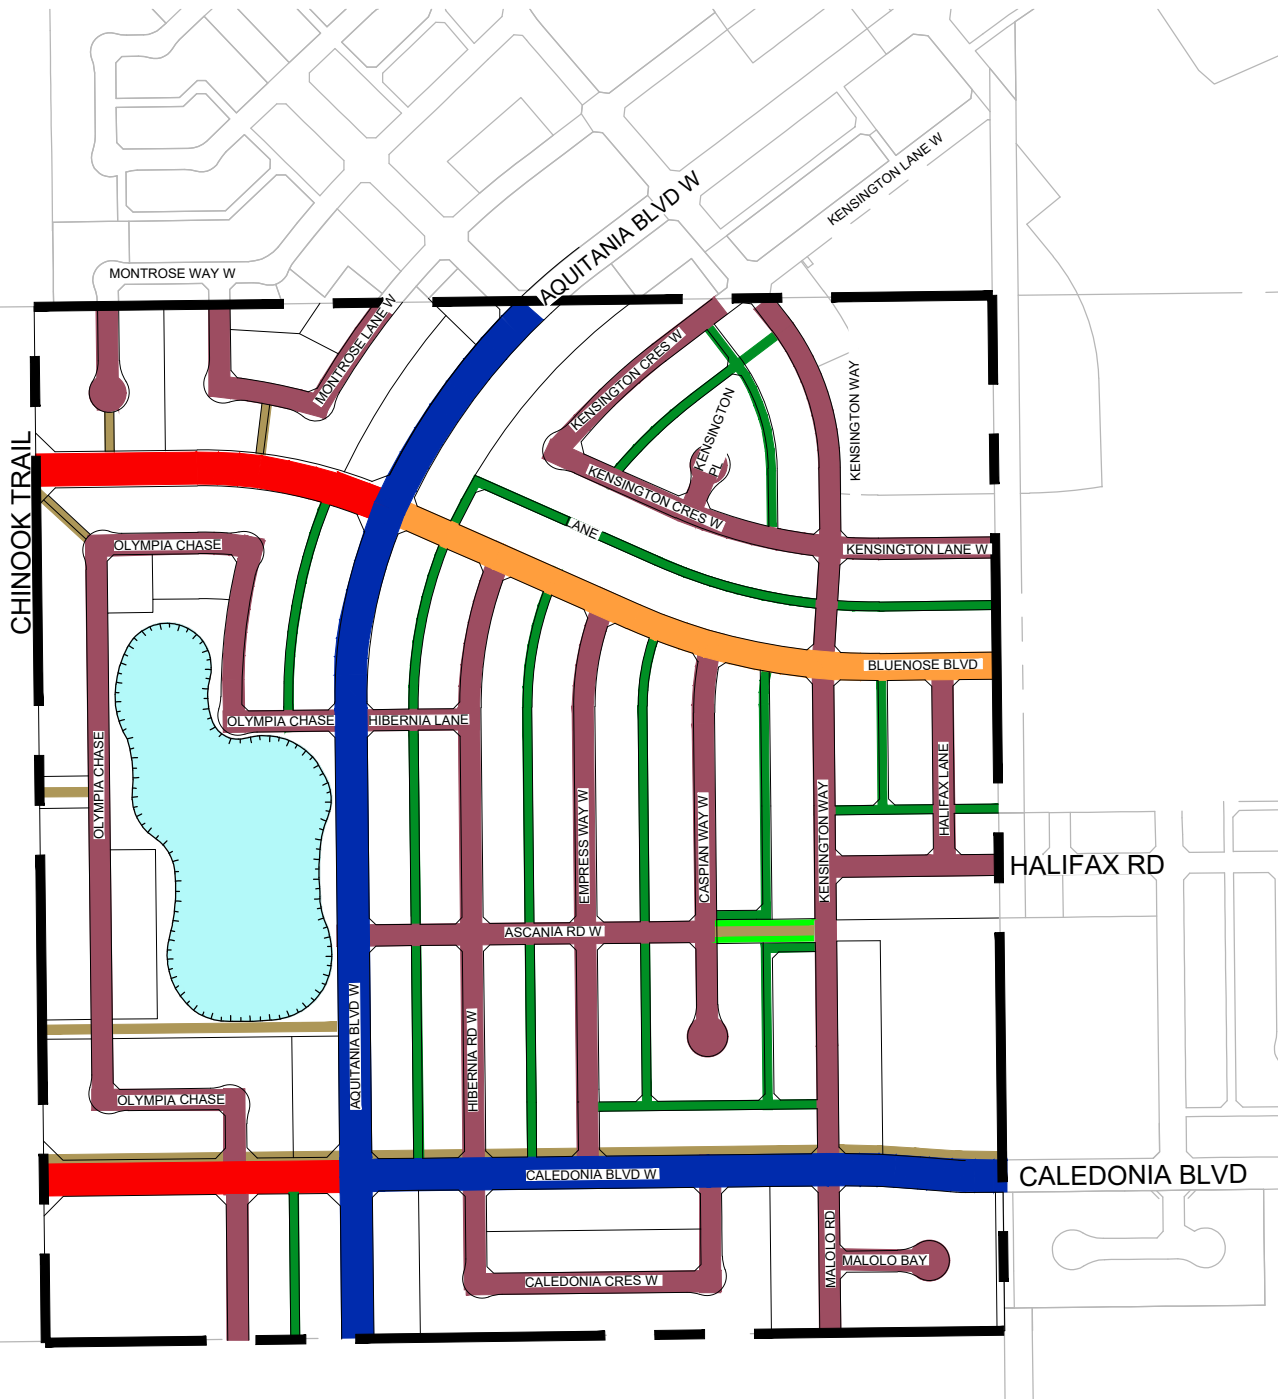 KENSINGTON LANE W
AQUITANIA BLVD W
MONTROSE WAY W
MONTROSE LANE W
KENSINGTON CRES W
KENSINGTON WAY
KENSINGTON
PL
KENSINGTON CRES W
CHINOOK TRAIL
LANE
OLYMPIA CHASE
KENSINGTON LANE W
BLUENOSE BLVD
OLYMPIA CHASE
HIBERNIA LANE
OLYMPIA CHASE
EMPRESS WAY W
CASPIAN WAY W
KENSINGTON WAY
HALIFAX LANE
HALIFAX RD
ASCANIA RD W
AQUITANIA BLVD W
HIBERNIA RD W
OLYMPIA CHASE
CALEDONIA BLVD W
CALEDONIA BLVD
MALOLO RD
MALOLO BAY
CALEDONIA CRES W